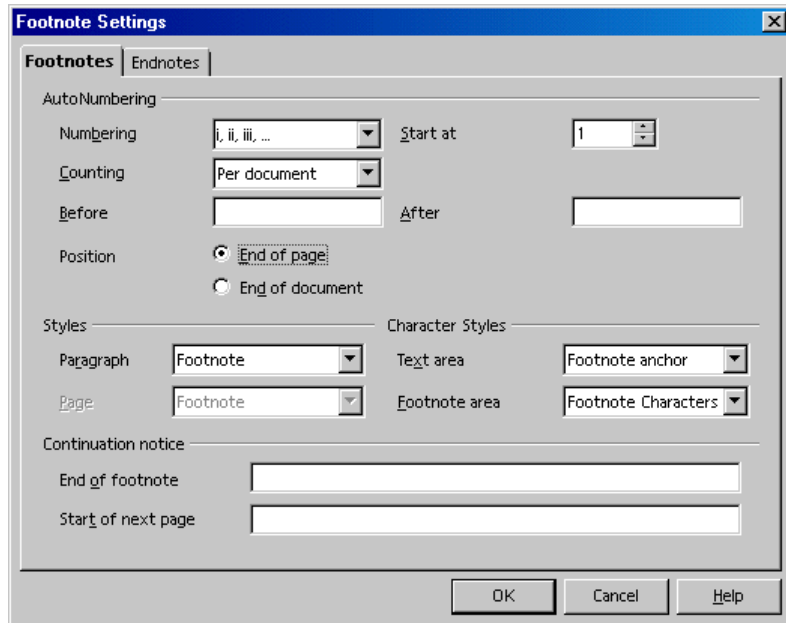 Footnote Settings
Footnotes Endnotes
AutoNumbering
Numbering i, ii, iii, ... Start at 1
Counting Per document
Before After
Position End of page
End of document
Styles Character Styles
Paragraph Footnote Text area Footnote anchor
Page Footnote Footnote area Footnote Characters
Continuation notice
End of footnote
Start of next page
OK Cancel Help